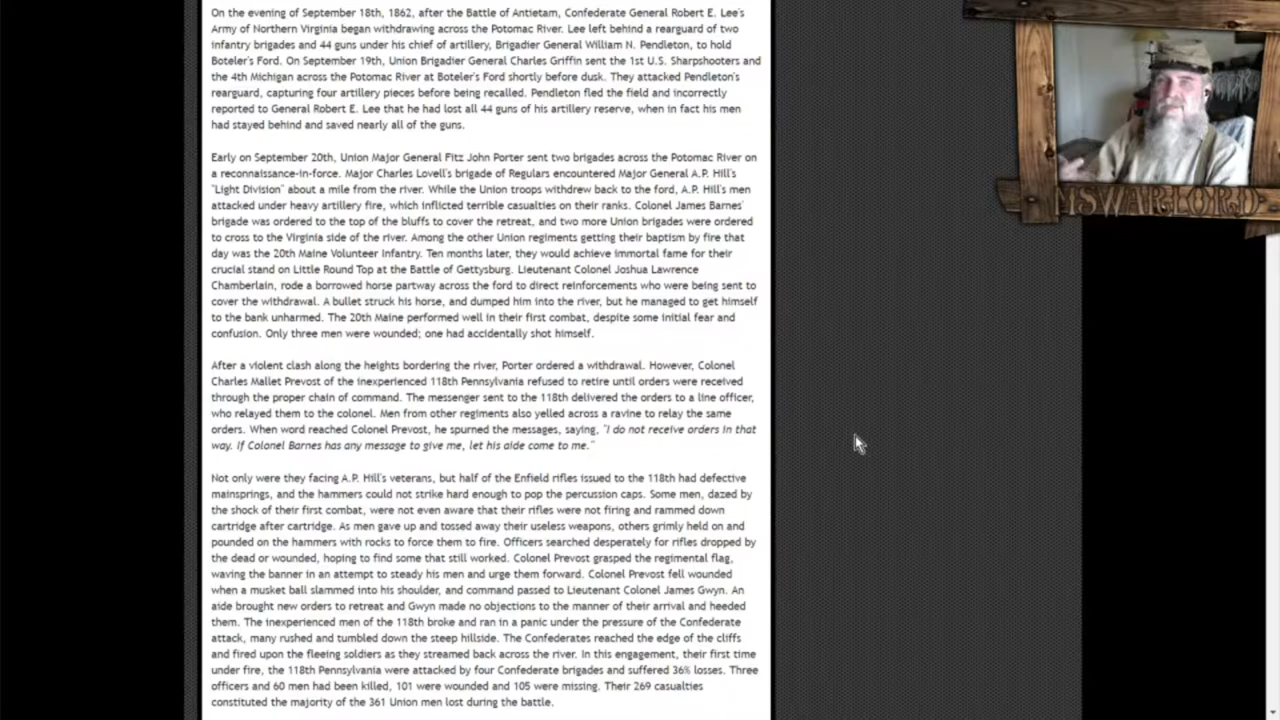 On the evening of September 18th, 1862, after the Battle of Antietam, Confederate General Robert E. Lee's
Army of Northern Virginia began withdrawing across the Potomac River. Lee left behind a rearguard of two
infantry brigades and 44 guns under his chief of artillery, Brigadier General William N. Pendleton, to hold
Boteler's Ford. On September 19th, Union Brigadier General Charles Griffin sent the 1st U.S. Sharpshooters and
the 4th Michigan across the Potomac River at Boteler's Ford shortly before dusk. They attacked Pendleton's
rearguard, capturing four artillery pieces before being recalled. Pendleton fled the field and incorrectly
reported to General Robert E. Lee that he had lost all 44 guns of his artillery reserve, when in fact his men
had stayed behind and saved nearly all of the guns.
Early on September 20th, Union Major General Fitz John Porter sent two brigades across the Potomac River on
a reconnaissance-in-force. Major Charles Lovell's brigade of Regulars encountered Major General A.P. Hill's
"Light Division" about a mile from the river. While the Union troops withdrew back to the ford, A.P. Hill's men
attacked under heavy artillery fire, which inflicted terrible casualties on their ranks. Colonel James Barnes'
brigade was ordered to the top of the bluffs to cover the retreat, and two more Union brigades were ordered
to cross to the Virginia side of the river. Among the other Union regiments getting their baptism by fire that
day was the 20th Maine Volunteer Infantry. Ten months later, they would achieve immortal fame for their
crucial stand on Little Round Top at the Battle of Gettysburg. Lieutenant Colonel Joshua Lawrence
Chamberlain, rode a borrowed horse partway across the ford to direct reinforcements who were being sent to
cover the withdrawal. A bullet struck his horse, and dumped him into the river, but he managed to get himself
to the bank unharmed. The 20th Maine performed well in their first combat, despite some initial fear and
confusion. Only three men were wounded; one had accidentally shot himself.
After a violent clash along the heights bordering the river, Porter ordered a withdrawal. However, Colonel
Charles Mallet Prevost of the inexperienced 118th Pennsylvania refused to retire until orders were received
through the proper chain of command. The messenger sent to the 118th delivered the orders to a line officer,
who relayed them to the colonel. Men from other regiments also yelled across a ravine to relay the same
orders. When word reached Colonel Prevost, he spurned the messages, saying, "I do not receive orders in that
way. If Colonel Barnes has any message to give me, let his aide come to me."
Not only were they facing A.P. Hill's veterans, but half of the Enfield rifles issued to the 118th had defective
mainsprings, and the hammers could not strike hard enough to pop the percussion caps. Some men, dazed by
the shock of their first combat, were not even aware that their rifles were not firing and rammed down
cartridge after cartridge. As men gave up and tossed away their useless weapons, others grimly held on and
pounded on the hammers with rocks to force them to fire. Officers searched desperately for rifles dropped by
the dead or wounded, hoping to find some that still worked. Colonel Prevost grasped the regimental flag,
waving the banner in an attempt to steady his men and urge them forward. Colonel Prevost fell wounded
when a musket ball slammed into his shoulder, and command passed to Lieutenant Colonel James Gwyn. An
aide brought new orders to retreat and Gwyn made no objections to the manner of their arrival and heeded
them. The inexperienced men of the 118th broke and ran in a panic under the pressure of the Confederate
attack, many rushed and tumbled down the steep hillside. The Confederates reached the edge of the cliffs
and fired upon the fleeing soldiers as they streamed back across the river. In this engagement, their first time
under fire, the 118th Pennsylvania were attacked by four Confederate brigades and suffered 36% losses. Three
officers and 60 men had been killed, 101 were wounded and 105 were missing. Their 269 casualties
constituted the majority of the 361 Union men lost during the battle.
MSWARLORD